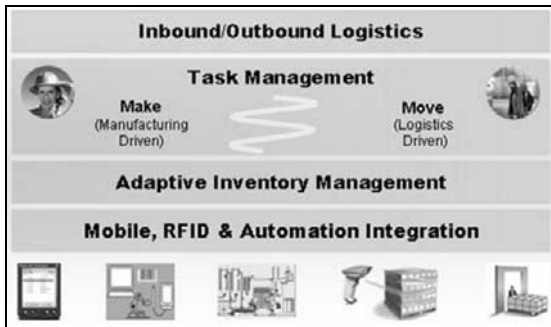 Inbound/Outbound Logistics
Task Management
Make
(Manufacturing
Driven)
Move
(Logistics
Driven)
Adaptive Inventory Management
Mobile, RFID & Automation Integration